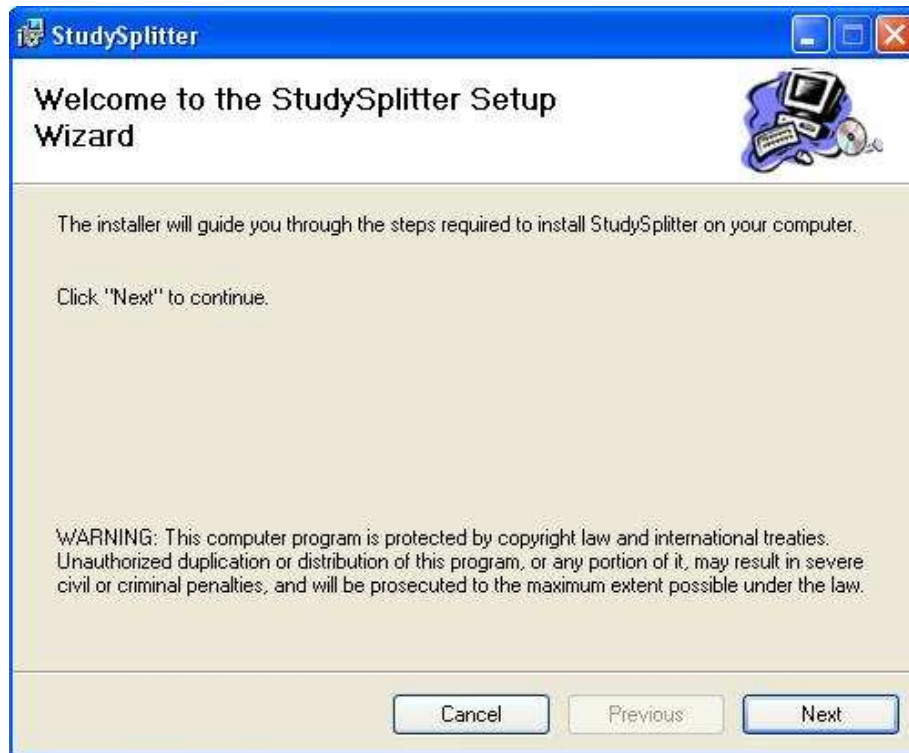 StudySplitter
Welcome to the StudySplitter Setup
Wizard
The installer will guide you through the steps required to install StudySplitter on your computer.
Click "Next" to continue.
WARNING: This computer program is protected by copyright law and international treaties.
Unauthorized duplication or distribution of this program, or any portion of it, may result in severe
civil or criminal penalties, and will be prosecuted to the maximum extent possible under the law.
Cancel Previous Next